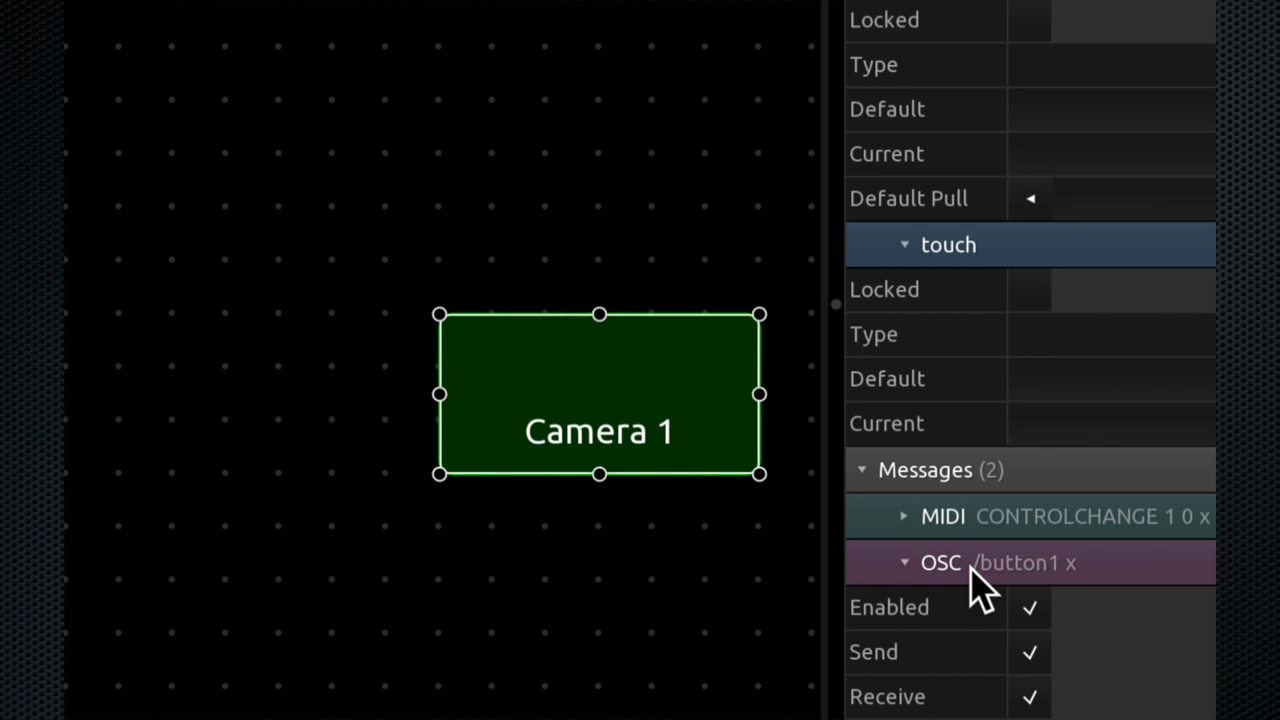 Locked
Type
Default
Current
Default Pull
touch
Locked
Type
Default
Current
Camera 1
Messages (2)
MIDI CONTROLCHANGE 1 0 x
OSC /button1 x
Enabled
Send
Receive